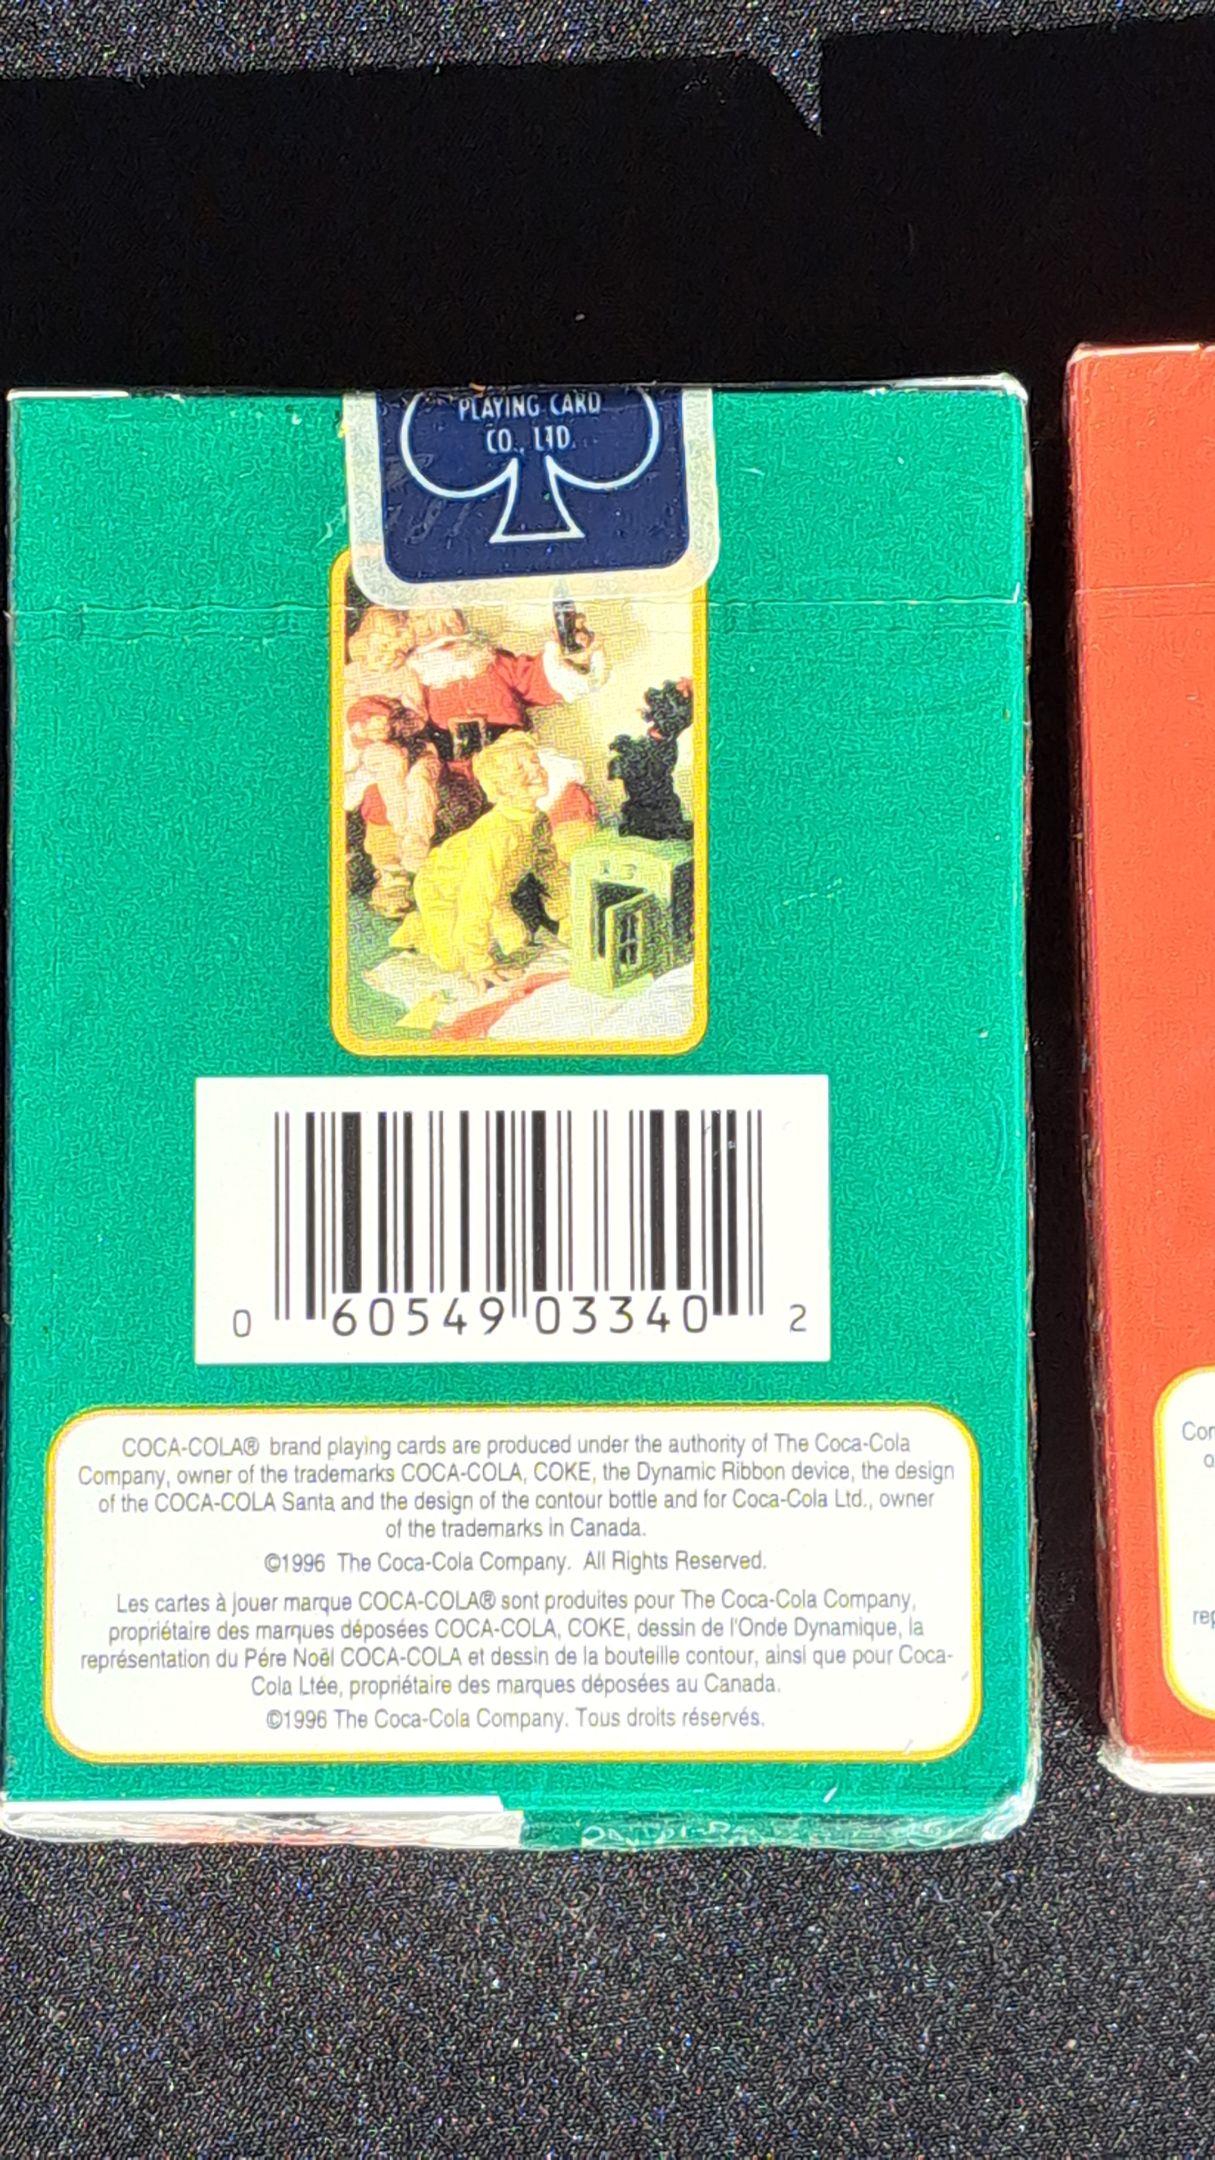 PLAYING CARD
CO., LTD.
0 60549 03340 2
COCA-COLA® brand playing cards are produced under the authority of The Coca-Cola
Company, owner of the trademarks COCA-COLA, COKE, the Dynamic Ribbon device, the design
of the COCA-COLA Santa and the design of the contour bottle and for Coca-Cola Ltd., owner
of the trademarks in Canada.
©1996 The Coca-Cola Company. All Rights Reserved.
Les cartes à jouer marque COCA-COLA® sont produites pour The Coca-Cola Company,
propriétaire des marques déposées COCA-COLA, COKE, dessin de l'Onde Dynamique, la
représentation du Pére Noël COCA-COLA et dessin de la bouteille contour, ainsi que pour Coca-
Cola Ltée, propriétaire des marques déposées au Canada.
©1996 The Coca-Cola Company. Tous droits réservés.